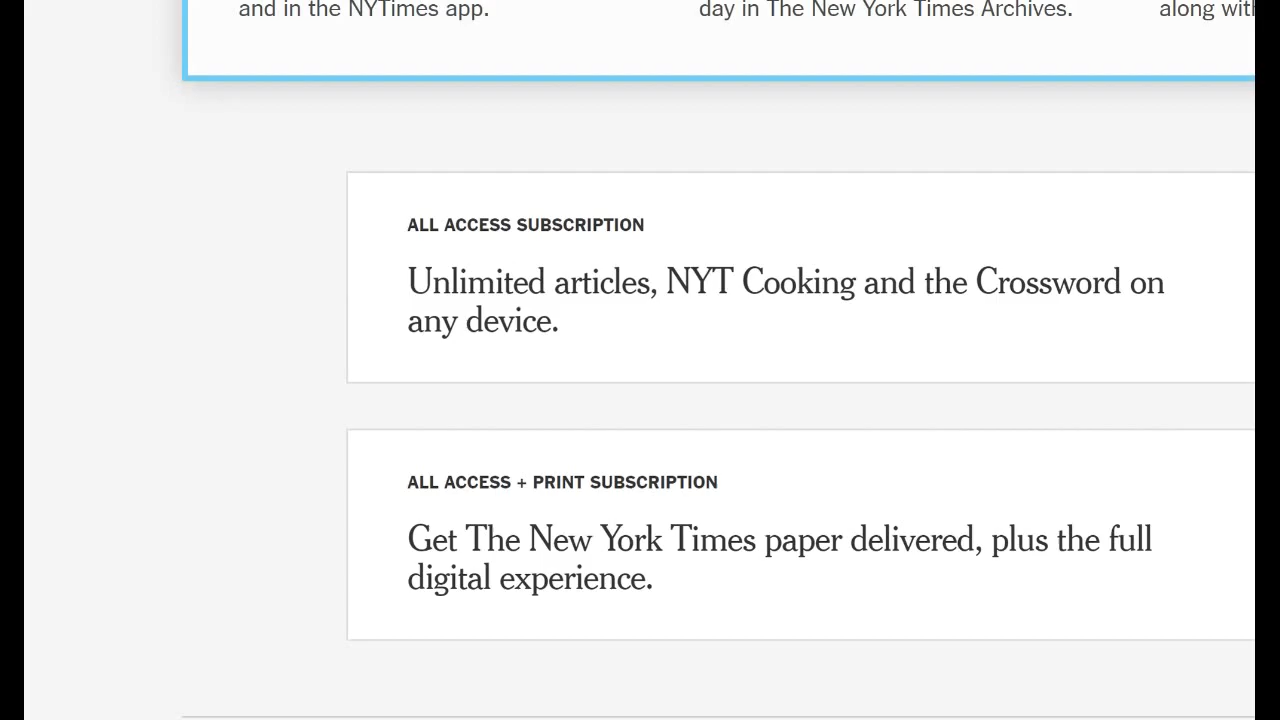 and in the NYTimes app.
day in The New York Times Archives.
along with
ALL ACCESS SUBSCRIPTION
Unlimited articles, NYT Cooking and the Crossword on
any device.
ALL ACCESS + PRINT SUBSCRIPTION
Get The New York Times paper delivered, plus the full
digital experience.